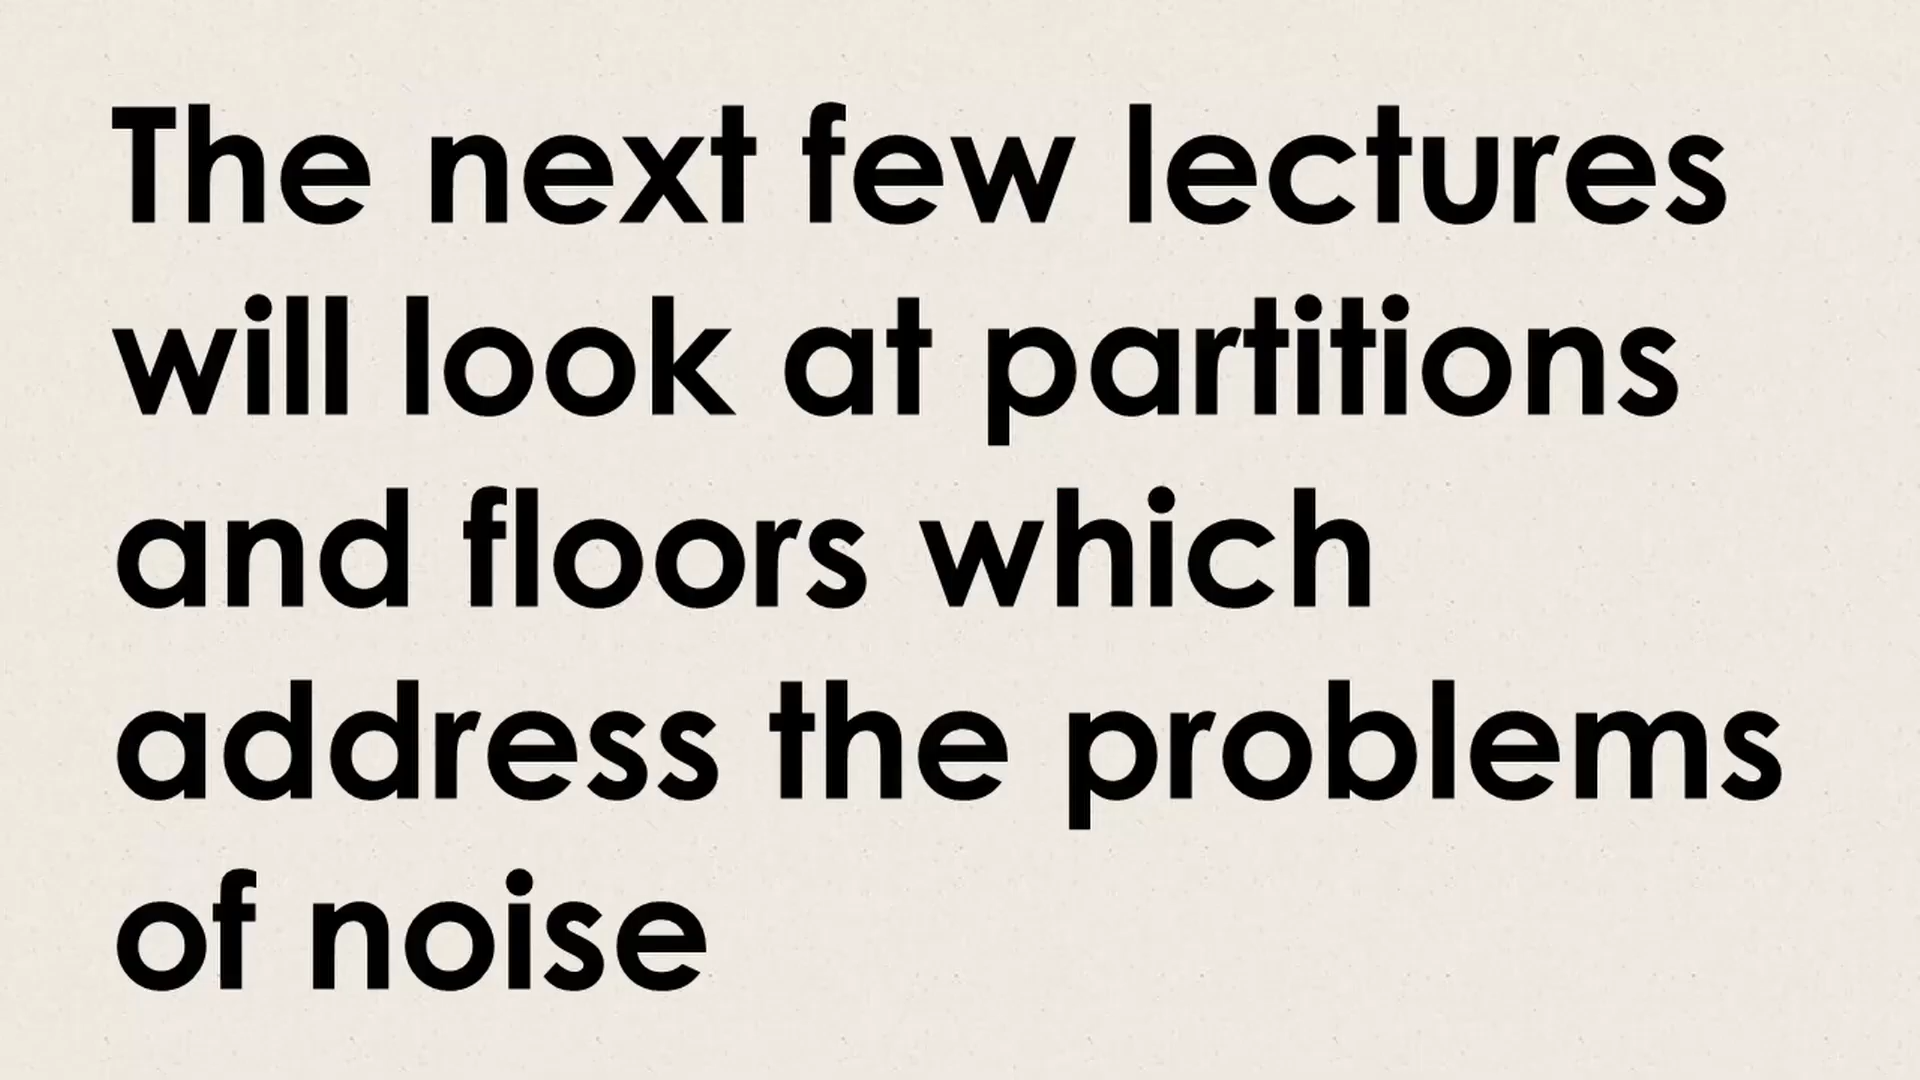 The next few lectures
will look at partitions
and floors which
address the problems
of noise